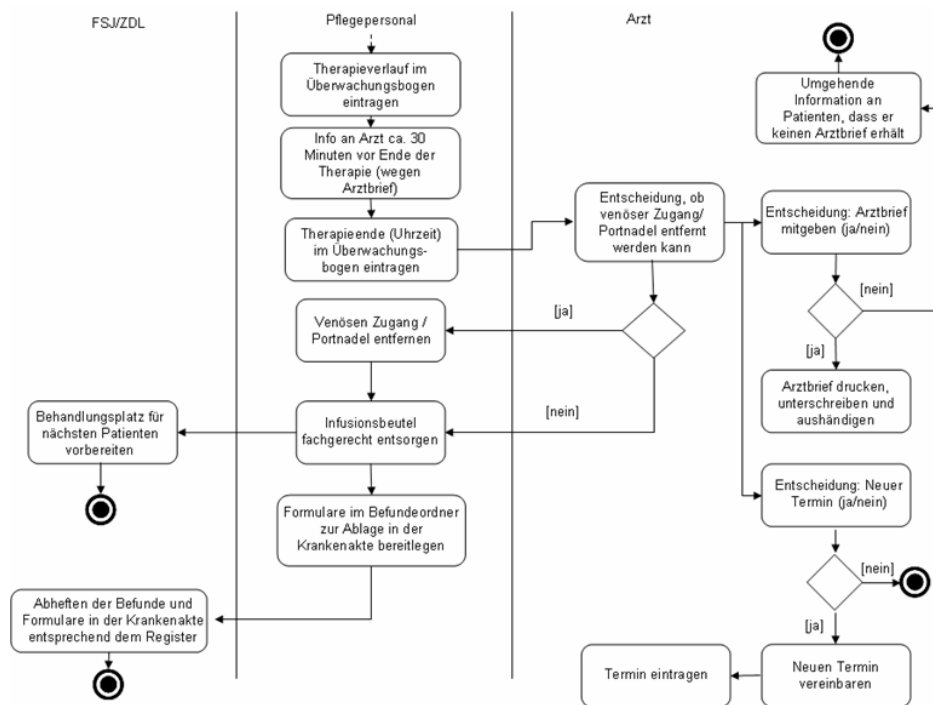 FSJ/ZDL
Pflegepersonal
Arzt
Therapieverlauf im
Überwachungsbogen
eintragen
Umgehende
Information an
Patienten, dass er
keinen Arztbrief erhält
Info an Arzt ca. 30
Minuten vor Ende der
Therapie (wegen
Arztbrief)
Therapieende (Uhrzeit)
im Überwachungs-
bogen eintragen
Entscheidung, ob
venöser Zugang/
Portnadel entfernt
werden kann
Entscheidung: Arztbrief
mitgeben (ja/nein)
[nein]
[ja]
Venösen Zugang /
Portnadel entfernen
[ja]
Arztbrief drucken,
unterschreiben und
aushändigen
[nein]
Behandlungsplatz für
nächsten Patienten
vorbereiten
Infusionsbeutel
fachgerecht entsorgen
Entscheidung: Neuer
Termin (ja/nein)
Formulare im Befundeordner
zur Ablage in der
Krankenakte bereitlegen
[nein]
Abheften der Befunde und
Formulare in der Krankenakte
entsprechend dem Register
[ja]
Termin eintragen
Neuen Termin
vereinbaren